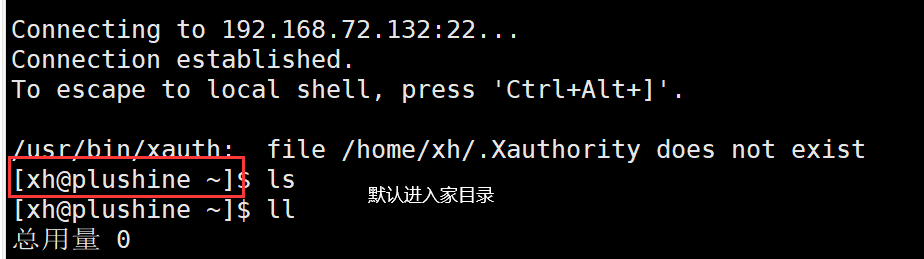 Connecting to 192.168.72.132:22...
Connection established.
To escape to local shell, press 'Ctrl+Alt+]'.
/usr/bin/xauth:  file /home/xh/.Xauthority does not exist
[xh@plushine ~]$ ls
默认进入家目录
[xh@plushine ~]$ ll
总用量 0